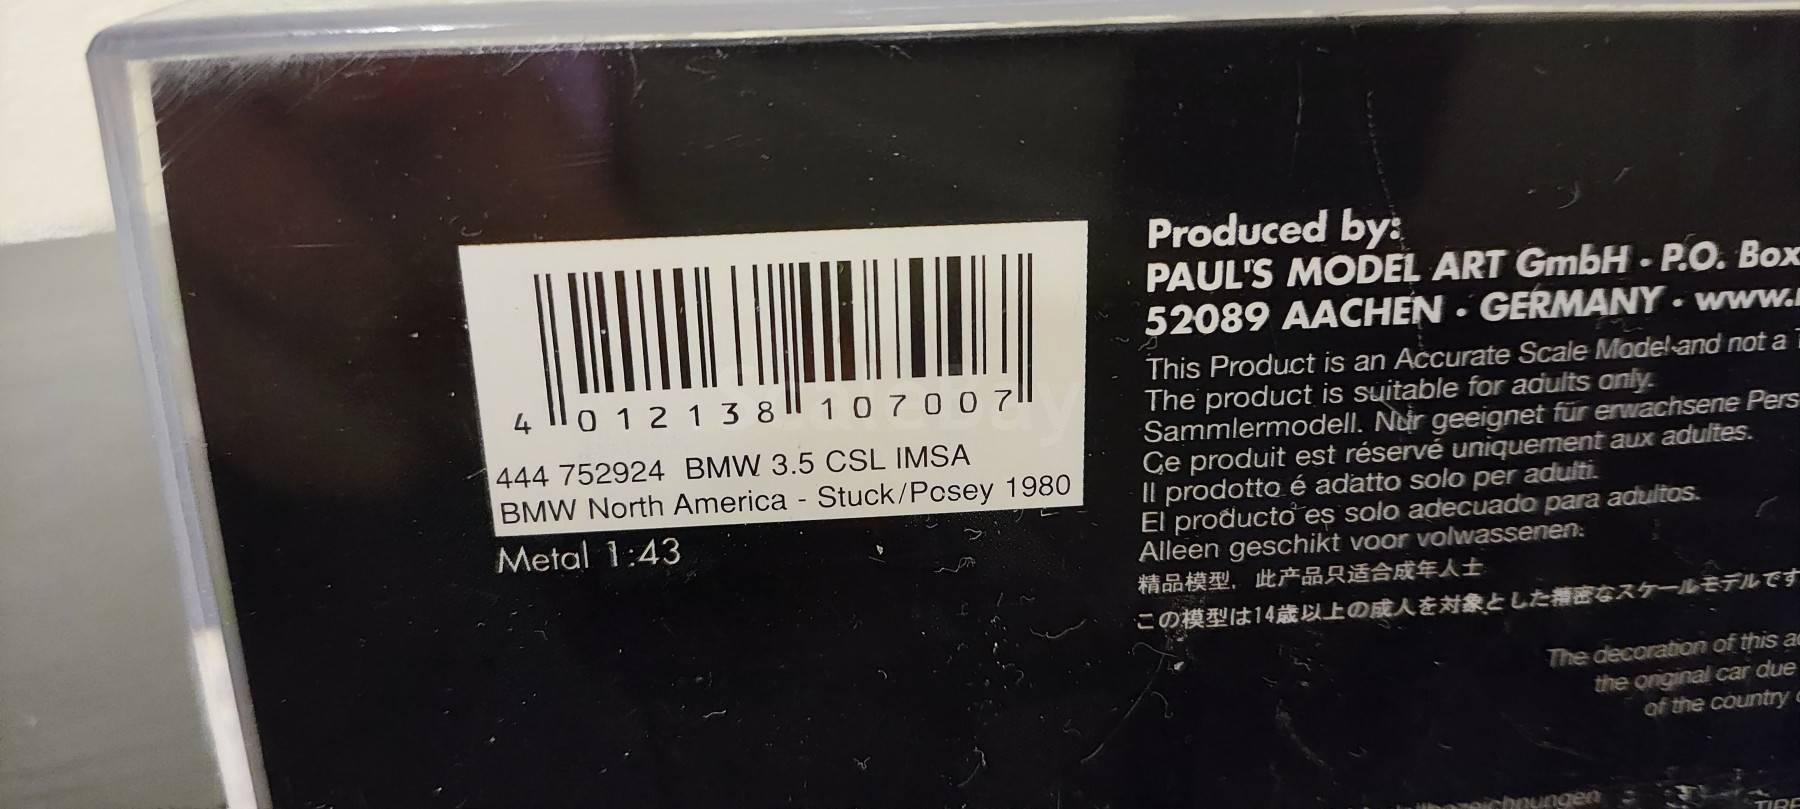 4 012138 107007
444 752924 BMW 3.5 CSL IMSA
BMW North America - Stuck/Posey 1980
Metal 1:43
Produced by:
PAUL'S MODEL ART GmbH · P.O. Box
52089 AACHEN · GERMANY · www.
This Product is an Accurate Scale Model and not a
The product is suitable for adults only.
Sammlermodell. Nur geeignet für erwachsene Pers
Ce produit est réservé uniquement aux adultes.
Il prodotto é adatto solo per adulti.
El producto es solo adecuado para adultos.
Alleen geschikt voor volwassenen.
精品模型，此产品只适合成年人士
この模型は14歳以上の成人を対象とした精密なスケールモデルです
The decoration of this
the original car due
of the country